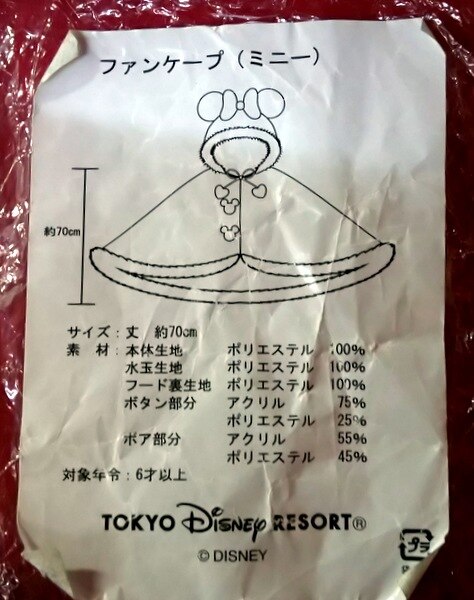 ファンケープ（ミニー）
約70cm
サイズ：丈　約70cm
素　材：本体生地　ポリエステル　100%
水玉生地　ポリエステル　100%
フード裏生地　ポリエステル　100%
ボタン部分　アクリル　75%
ポリエステル　25%
ボア部分　アクリル　55%
ポリエステル　45%
対象年令：6才以上
TOKYO DISNEY RESORT®
© DISNEY
プラ